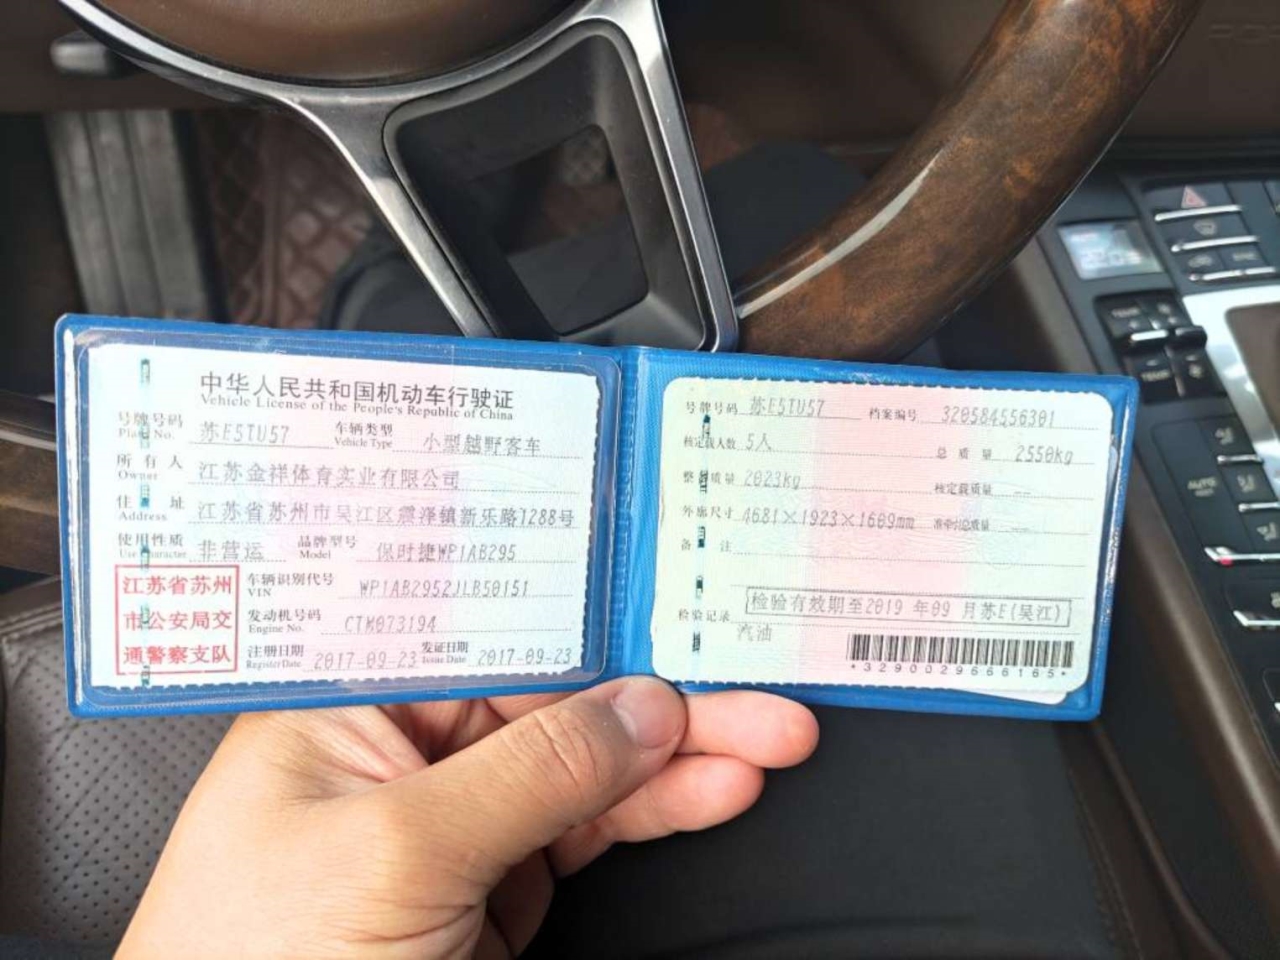 中华人民共和国机动车行驶证
Vehicle License of the People's Republic of China
号牌号码 Plate No. 苏E5TU57 车辆类型 Vehicle Type 小型越野客车
所有人 Owner 江苏金祥体育实业有限公司
住址 Address 江苏省苏州市吴江区震泽镇新乐路1288号
使用性质 Use Character 非营运 品牌型号 Model 保时捷WP1AB295
车辆识别代号 VIN WP1AB2952JLB50151
发动机号码 Engine No. CTM073194
注册日期 Register Date 2017-09-23 发证日期 Issue Date 2017-09-23
江苏省苏州
市公安局交
通警察支队
号牌号码 苏E5TU57 档案编号 320584556301
核定载人数 5人 总质量 2550kg
整备质量 2023kg 核定载质量 --
外廓尺寸 4681×1923×1609mm 准牵引总质量 --
备注
检验记录 检验有效期至2019年09月苏E(吴江)
汽油
*3290029666165*